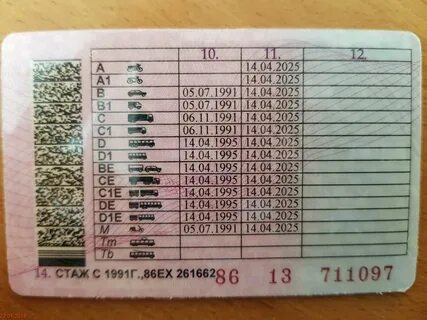 10. 11. 12.
A 14.04.2025
A1 14.04.2025
B 05.07.1991 14.04.2025
B1 05.07.1991 14.04.2025
C 06.11.1991 14.04.2025
C1 06.11.1991 14.04.2025
D 14.04.1995 14.04.2025
D1 14.04.1995 14.04.2025
BE 14.04.1995 14.04.2025
CE 14.04.1995 14.04.2025
C1E 14.04.1995 14.04.2025
DE 14.04.1995 14.04.2025
D1E 14.04.1995 14.04.2025
M 05.07.1991 14.04.2025
Tm
Tb
14. СТАЖ С 1991Г.,86ЕХ 261662
86 13 711097